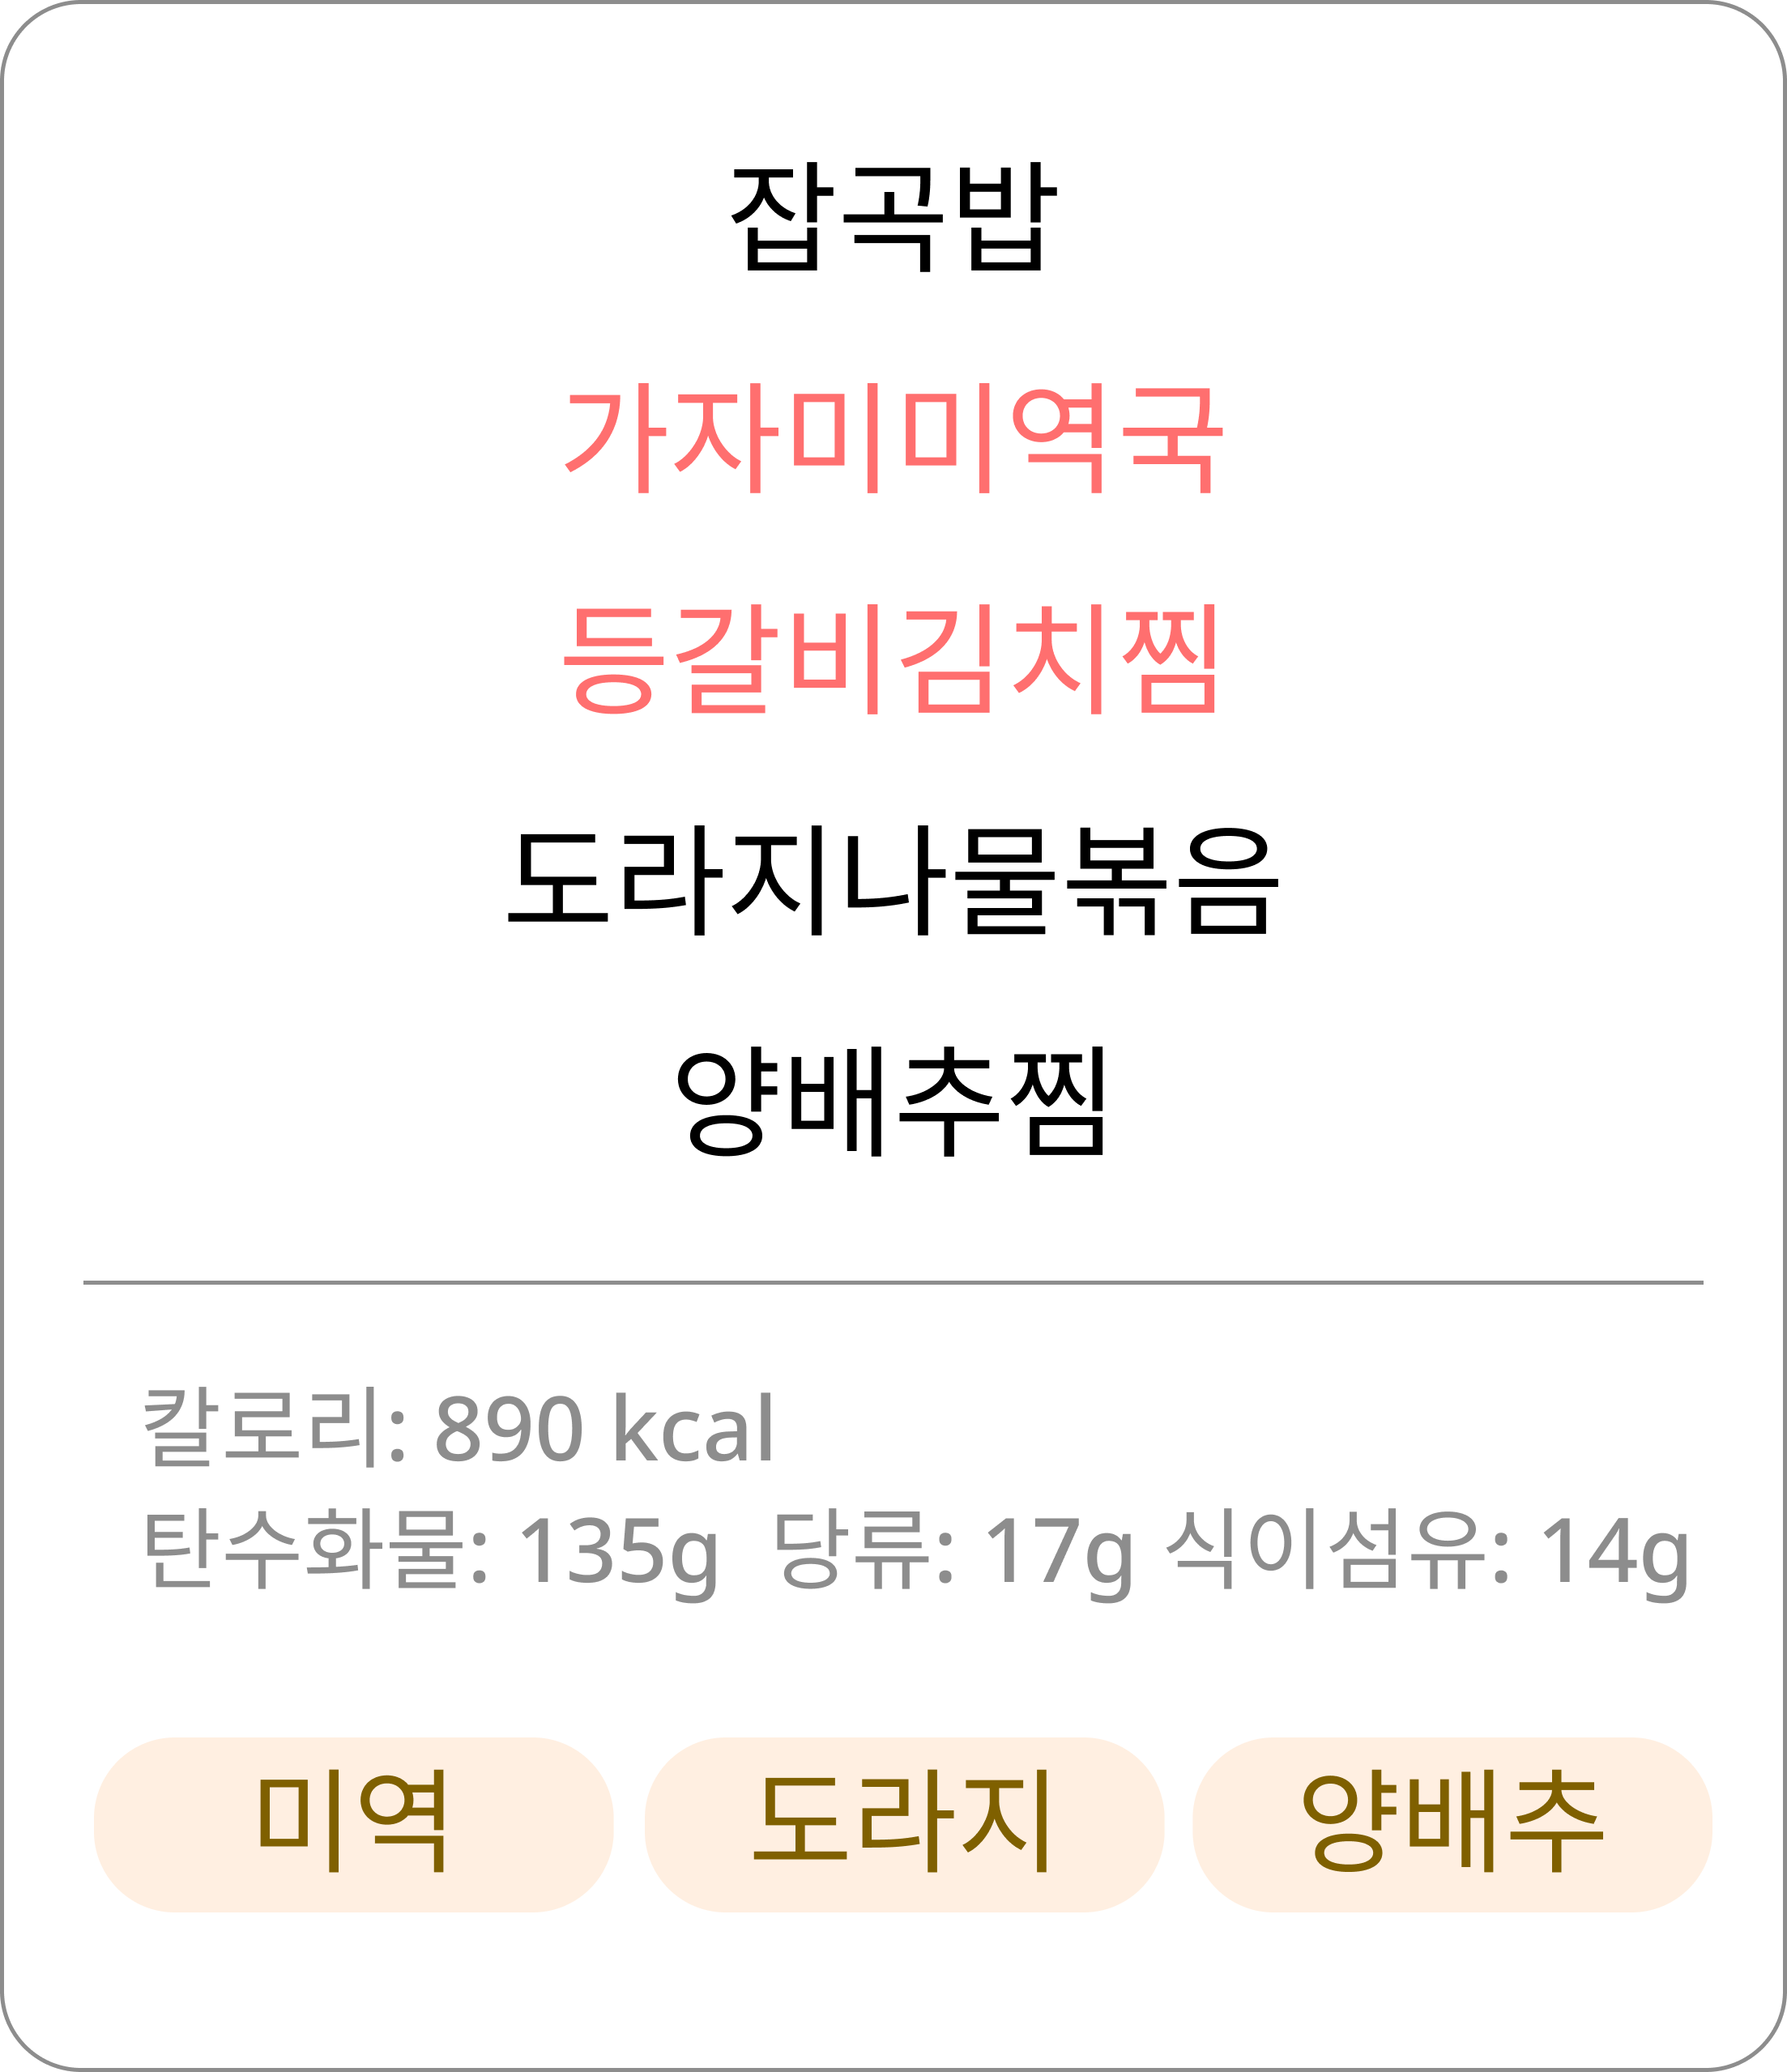 잡곡밥
가자미미역국
등갈비김치찜
도라지나물볶음
양배추찜
칼로리: 890 kcal
탄수화물: 135g 당류: 17g 식이섬유: 14g
미역 도라지 양배추